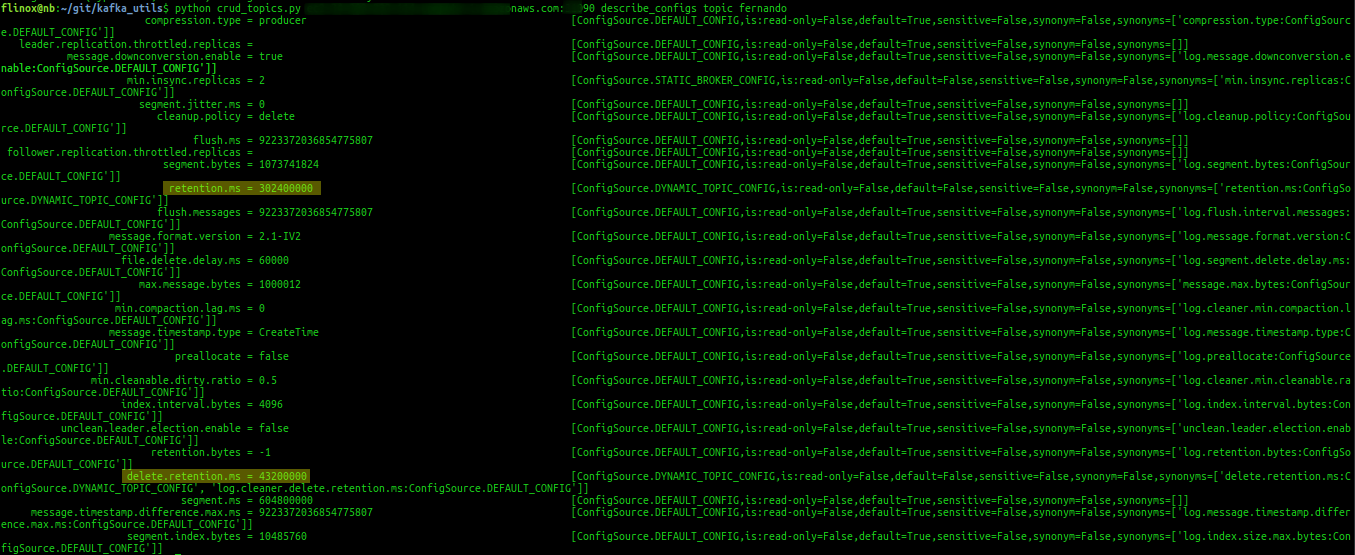 flinox@nb:~/git/kafka_utils$ python crud_topics.py naws.com: 90 describe_configs topic fernando
compression.type = producer [ConfigSource.DEFAULT_CONFIG,is:read-only=False,default=True,sensitive=False,synonym=False,synonyms=['compression.type:ConfigSourc
e.DEFAULT_CONFIG']]
leader.replication.throttled.replicas = [ConfigSource.DEFAULT_CONFIG,is:read-only=False,default=True,sensitive=False,synonym=False,synonyms=[]]
message.downconversion.enable = true [ConfigSource.DEFAULT_CONFIG,is:read-only=False,default=True,sensitive=False,synonym=False,synonyms=['log.message.downconversion.e
nable:ConfigSource.DEFAULT_CONFIG']]
min.insync.replicas = 2 [ConfigSource.STATIC_BROKER_CONFIG,is:read-only=False,default=False,sensitive=False,synonym=False,synonyms=['min.insync.replicas:C
onfigSource.DEFAULT_CONFIG']]
segment.jitter.ms = 0 [ConfigSource.DEFAULT_CONFIG,is:read-only=False,default=True,sensitive=False,synonym=False,synonyms=[]]
cleanup.policy = delete [ConfigSource.DEFAULT_CONFIG,is:read-only=False,default=True,sensitive=False,synonym=False,synonyms=['log.cleanup.policy:ConfigSou
rce.DEFAULT_CONFIG']]
flush.ms = 9223372036854775807 [ConfigSource.DEFAULT_CONFIG,is:read-only=False,default=True,sensitive=False,synonym=False,synonyms=[]]
follower.replication.throttled.replicas = [ConfigSource.DEFAULT_CONFIG,is:read-only=False,default=True,sensitive=False,synonym=False,synonyms=[]]
segment.bytes = 1073741824 [ConfigSource.DEFAULT_CONFIG,is:read-only=False,default=True,sensitive=False,synonym=False,synonyms=['log.segment.bytes:ConfigSour
ce.DEFAULT_CONFIG']]
retention.ms = 302400000 [ConfigSource.DYNAMIC_TOPIC_CONFIG,is:read-only=False,default=False,sensitive=False,synonym=False,synonyms=['retention.ms:ConfigSo
urce.DYNAMIC_TOPIC_CONFIG']]
flush.messages = 9223372036854775807 [ConfigSource.DEFAULT_CONFIG,is:read-only=False,default=True,sensitive=False,synonym=False,synonyms=['log.flush.interval.messages:
ConfigSource.DEFAULT_CONFIG']]
message.format.version = 2.1-IV2 [ConfigSource.DEFAULT_CONFIG,is:read-only=False,default=True,sensitive=False,synonym=False,synonyms=['log.message.format.version:C
onfigSource.DEFAULT_CONFIG']]
file.delete.delay.ms = 60000 [ConfigSource.DEFAULT_CONFIG,is:read-only=False,default=True,sensitive=False,synonym=False,synonyms=['log.segment.delete.delay.ms:
ConfigSource.DEFAULT_CONFIG']]
max.message.bytes = 1000012 [ConfigSource.DEFAULT_CONFIG,is:read-only=False,default=True,sensitive=False,synonym=False,synonyms=['message.max.bytes:ConfigSour
ce.DEFAULT_CONFIG']]
min.compaction.lag.ms = 0 [ConfigSource.DEFAULT_CONFIG,is:read-only=False,default=True,sensitive=False,synonym=False,synonyms=['log.cleaner.min.compaction.l
ag.ms:ConfigSource.DEFAULT_CONFIG']]
message.timestamp.type = CreateTime [ConfigSource.DEFAULT_CONFIG,is:read-only=False,default=True,sensitive=False,synonym=False,synonyms=['log.message.timestamp.type:C
onfigSource.DEFAULT_CONFIG']]
preallocate = false [ConfigSource.DEFAULT_CONFIG,is:read-only=False,default=True,sensitive=False,synonym=False,synonyms=['log.preallocate:ConfigSource
.DEFAULT_CONFIG']]
min.cleanable.dirty.ratio = 0.5 [ConfigSource.DEFAULT_CONFIG,is:read-only=False,default=True,sensitive=False,synonym=False,synonyms=['log.cleaner.min.cleanable.ra
tio:ConfigSource.DEFAULT_CONFIG']]
index.interval.bytes = 4096 [ConfigSource.DEFAULT_CONFIG,is:read-only=False,default=True,sensitive=False,synonym=False,synonyms=['log.index.interval.bytes:Con
figSource.DEFAULT_CONFIG']]
unclean.leader.election.enable = false [ConfigSource.DEFAULT_CONFIG,is:read-only=False,default=True,sensitive=False,synonym=False,synonyms=['unclean.leader.election.enab
le:ConfigSource.DEFAULT_CONFIG']]
retention.bytes = -1 [ConfigSource.DEFAULT_CONFIG,is:read-only=False,default=True,sensitive=False,synonym=False,synonyms=['log.retention.bytes:ConfigSo
urce.DEFAULT_CONFIG']]
delete.retention.ms = 43200000 [ConfigSource.DYNAMIC_TOPIC_CONFIG,is:read-only=False,default=False,sensitive=False,synonym=False,synonyms=['delete.retention.ms:C
onfigSource.DYNAMIC_TOPIC_CONFIG', 'log.cleaner.delete.retention.ms:ConfigSource.DEFAULT_CONFIG']]
segment.ms = 604800000 [ConfigSource.DEFAULT_CONFIG,is:read-only=False,default=True,sensitive=False,synonym=False,synonyms=[]]
message.timestamp.difference.max.ms = 9223372036854775807 [ConfigSource.DEFAULT_CONFIG,is:read-only=False,default=True,sensitive=False,synonym=False,synonyms=['log.message.timestamp.differ
ence.max.ms:ConfigSource.DEFAULT_CONFIG']]
segment.index.bytes = 10485760 [ConfigSource.DEFAULT_CONFIG,is:read-only=False,default=True,sensitive=False,synonym=False,synonyms=['log.index.size.max.bytes:Con
figSource.DEFAULT_CONFIG']]